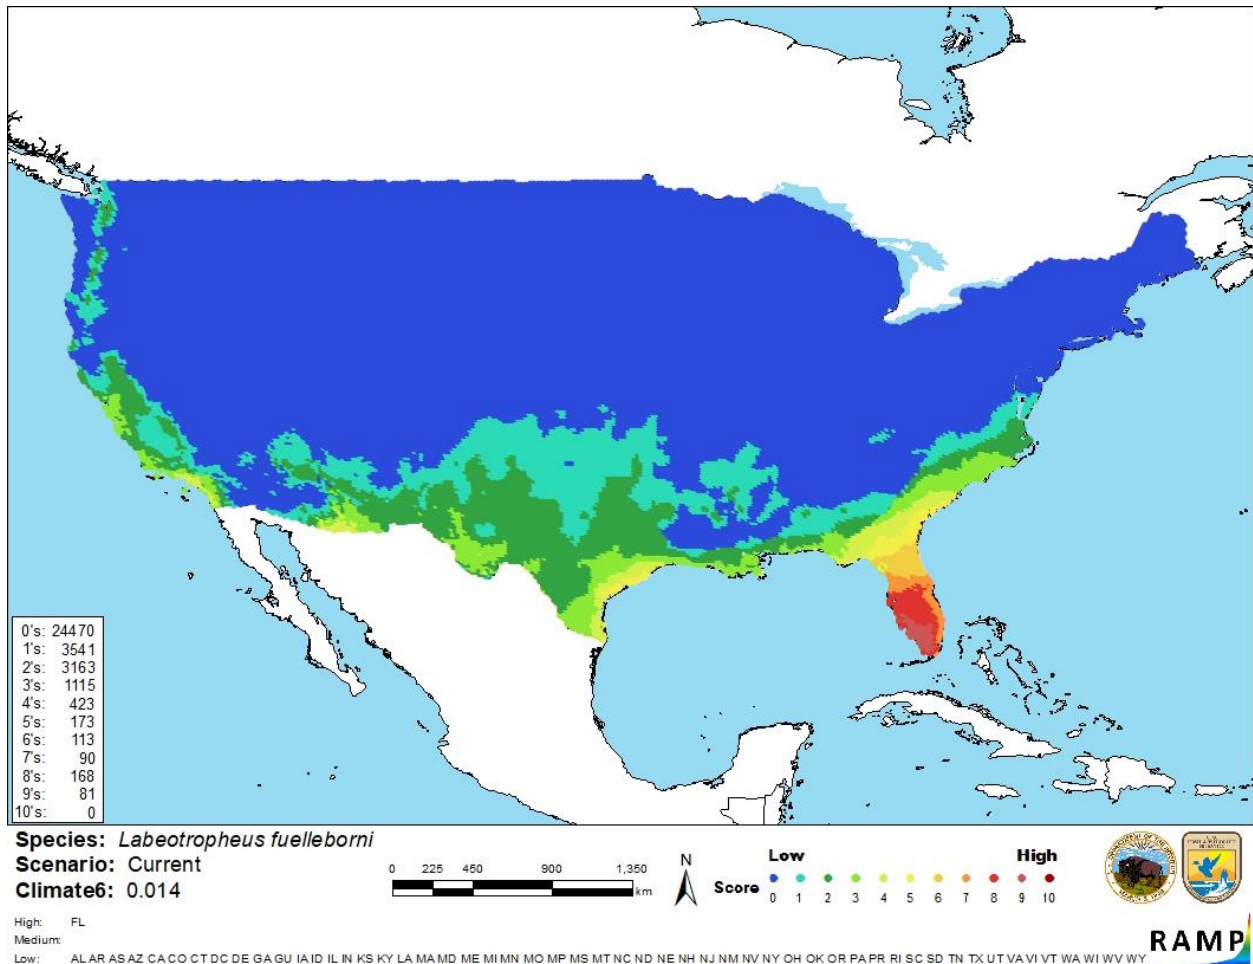 0's: 24470
1's: 3541
2's: 3163
3's: 1115
4's: 423
5's: 173
6's: 113
7's: 90
8's: 168
9's: 81
10's: 0
Species: Labeotropheus fuelleborni
Scenario: Current
Climate6: 0.014
0 225 450 900 1,350
km
N
Low High
Score 0 1 2 3 4 5 6 7 8 9 10
High: FL
Medium:
Low: AL AR AS AZ CA CO CT DC DE GA GU IA ID IL IN KS KY LA MA MD ME MI MN MO MP MS MT NC ND NE NH NJ NM NV NY OH OK OR PA PR RI SC SD TN TX UT VA VI VT WA WI WV WY
RAMP